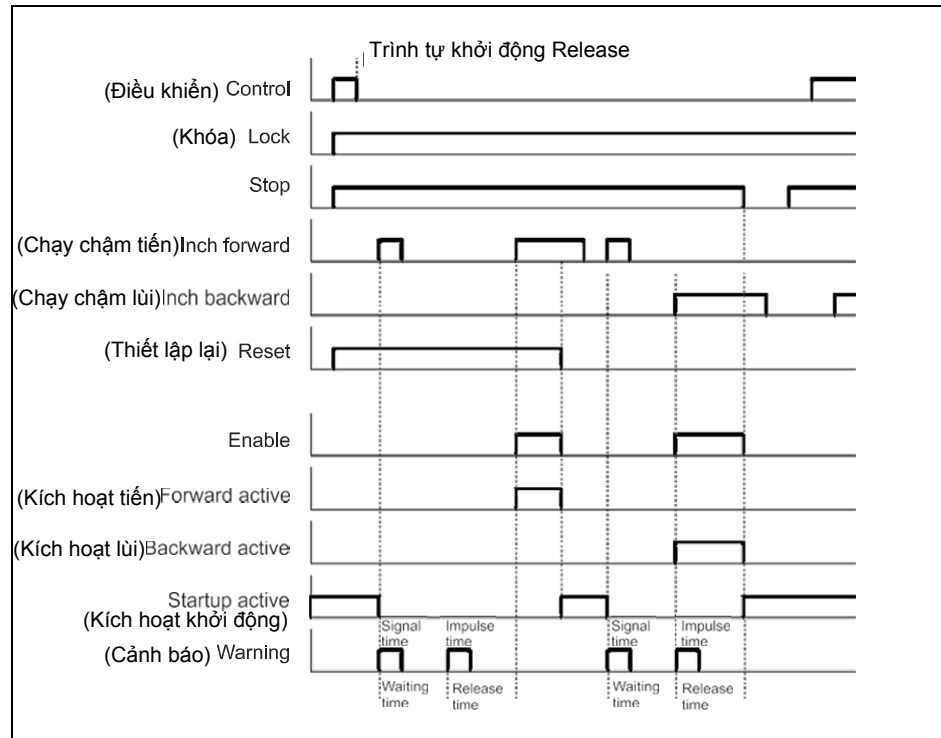 Trình tự khởi động Release
(Điều khiển) Control
(Khóa) Lock
Stop
(Chạy chậm tiến)Inch forward
(Chạy chậm lùi)Inch backward
(Thiết lập lại) Reset
Enable
(Kích hoạt tiến)Forward active
(Kích hoạt lùi)Backward active
Startup active
(Kích hoạt khởi động)
Signal time
Impulse time
Signal time
Impulse time
(Cảnh báo) Warning
Waiting time
Release time
Waiting time
Release time